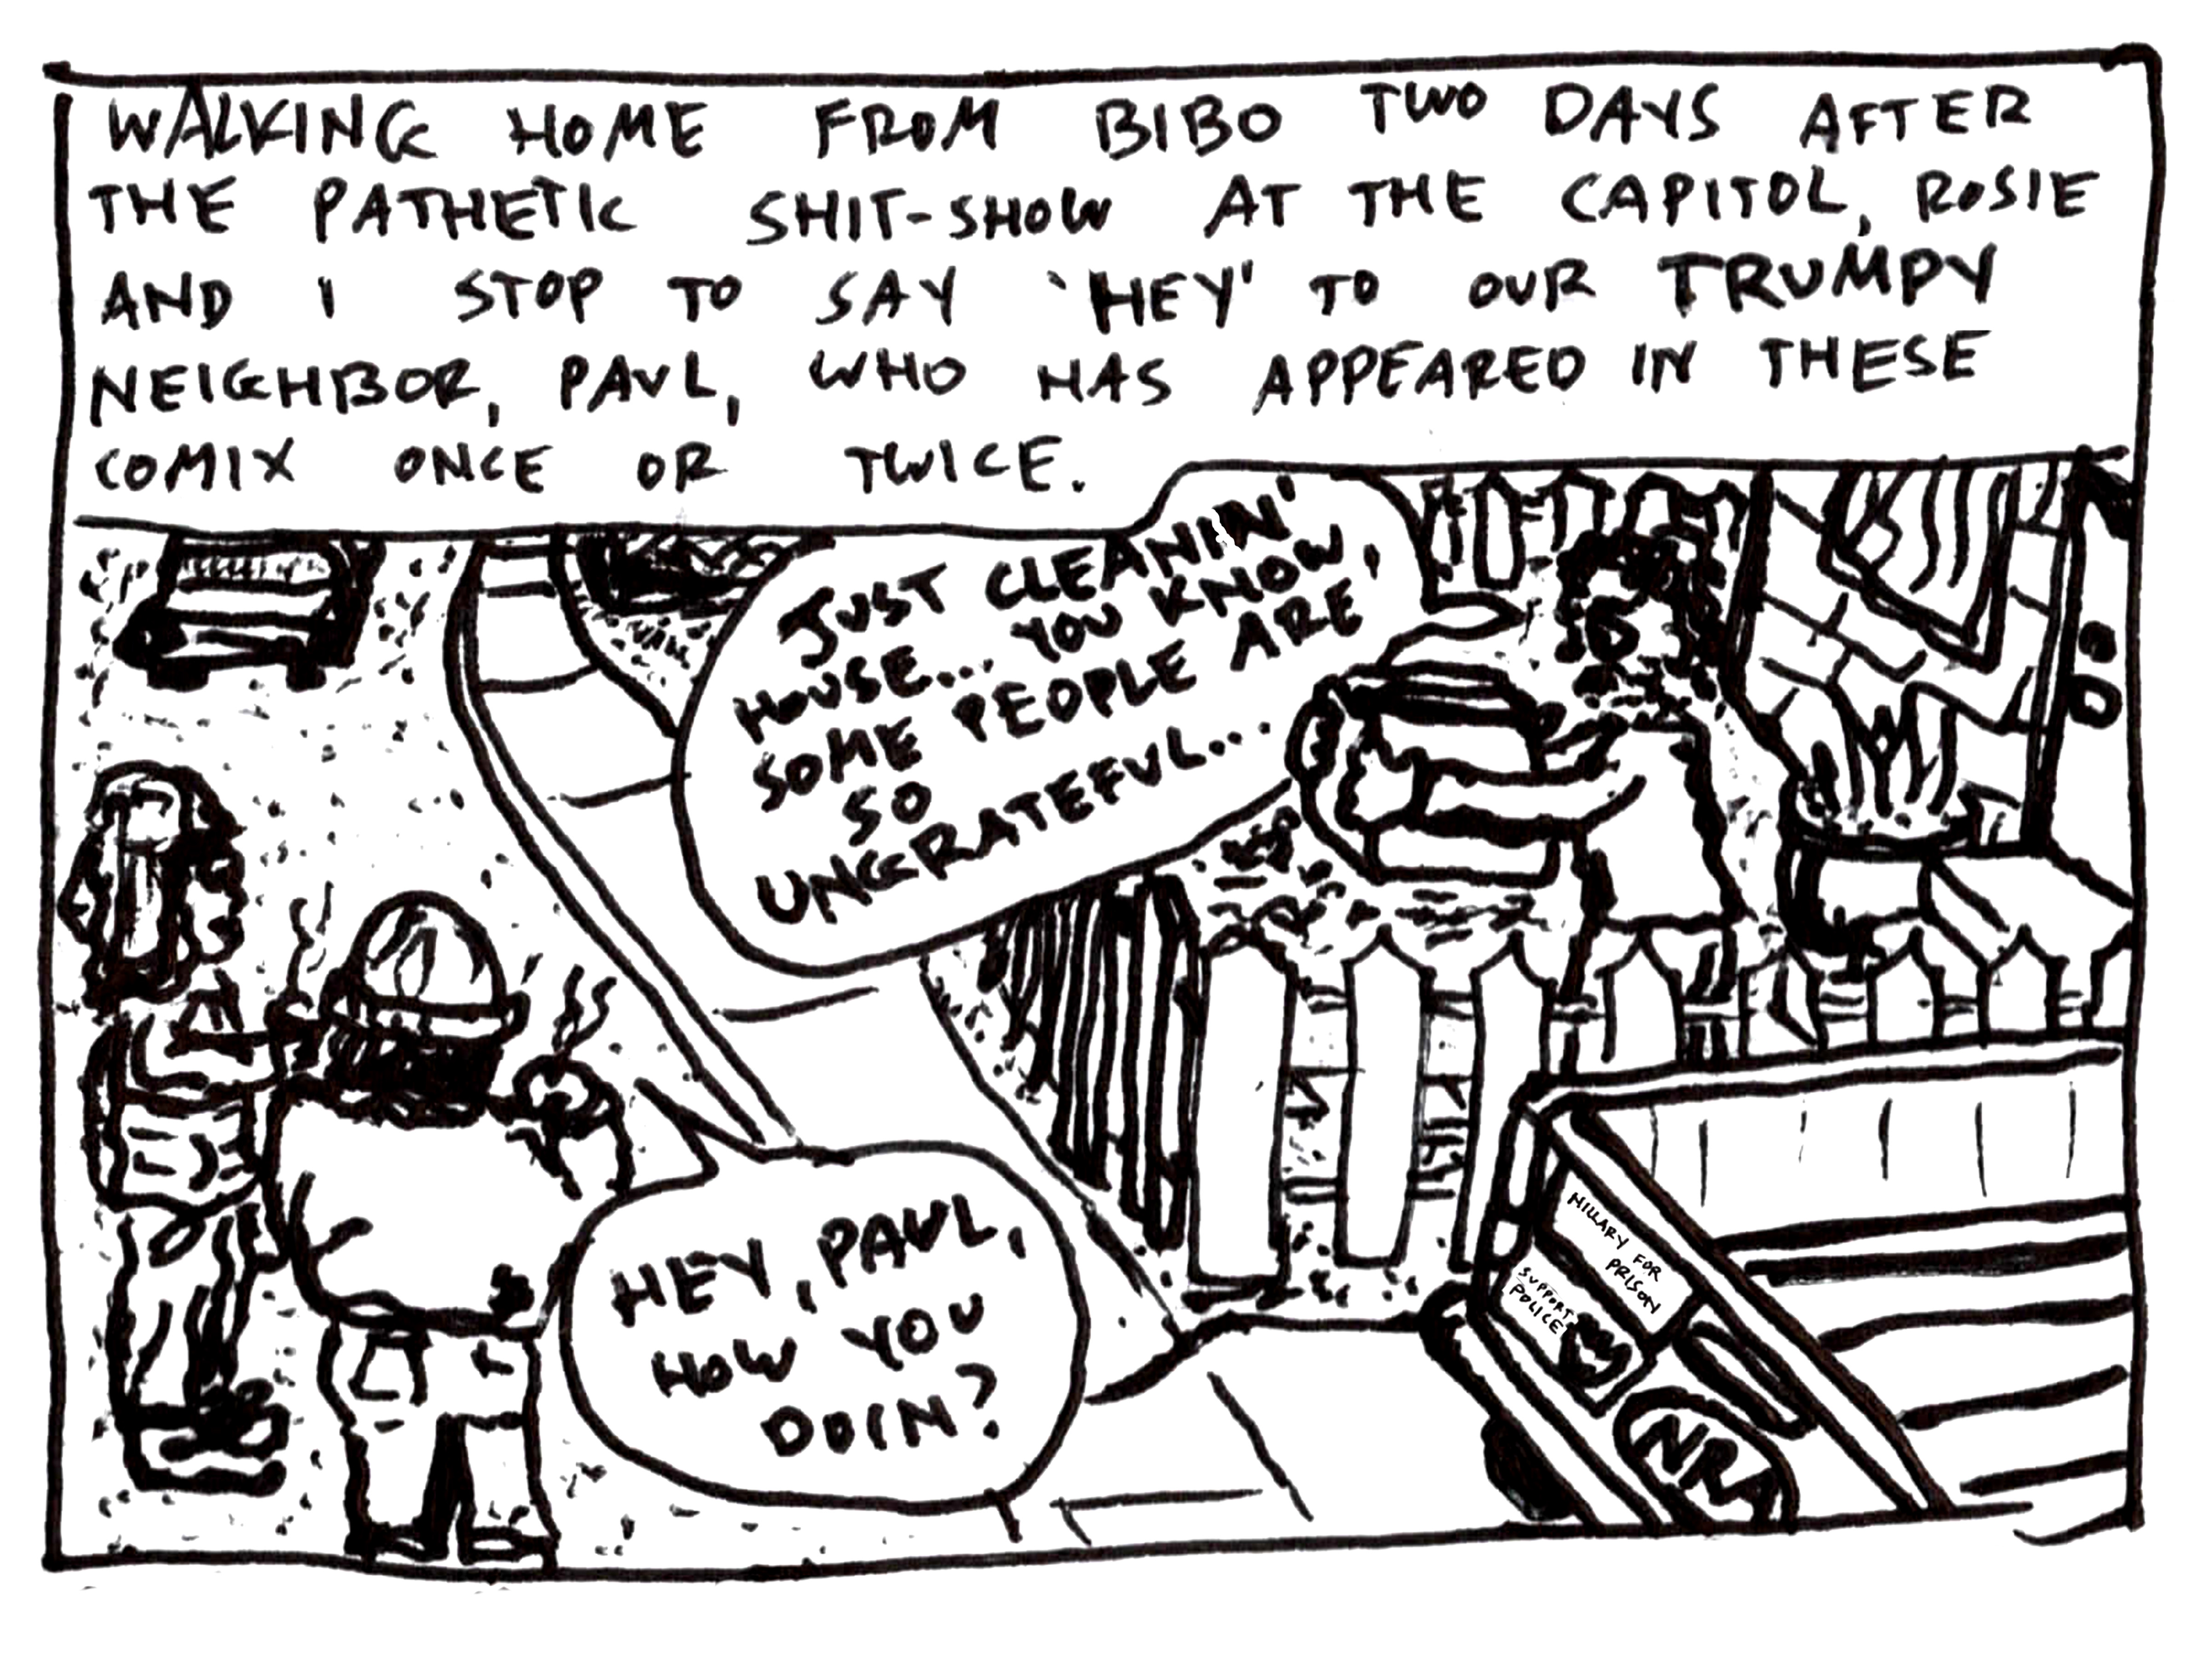 WALKING HOME FROM BIBO TWO DAYS AFTER
THE PATHETIC SHIT-SHOW AT THE CAPITOL, ROSIE
AND I STOP TO SAY 'HEY' TO OUR TRUMPY
NEIGHBOR, PAUL, WHO HAS APPEARED IN THESE
COMIX ONCE OR TWICE.
HEY, PAUL,
HOW YOU
DOIN?
JUST CLEANIN'
HOUSE... YOU KNOW,
SOME PEOPLE ARE
SO
UNGRATEFUL...
HILLARY FOR
PRISON
SUPPORT
POLICE
NRA